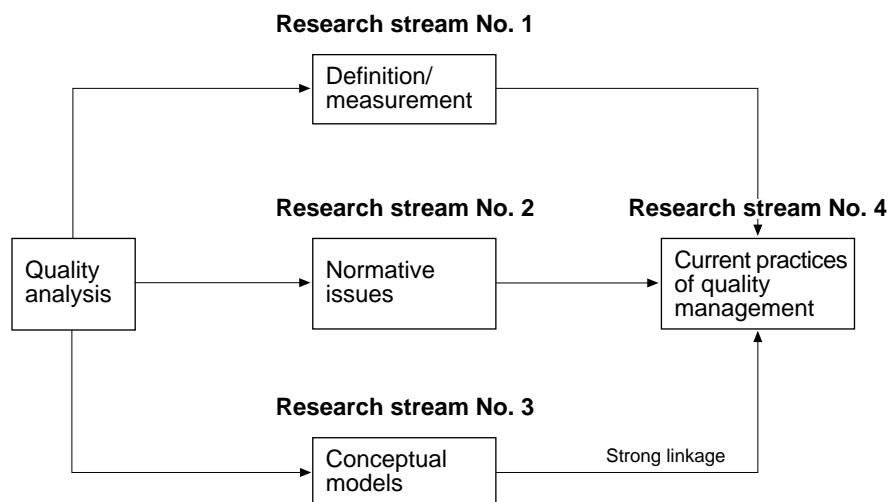 Research stream No. 1
Definition/
measurement
Research stream No. 2
Research stream No. 4
Quality
analysis
Normative
issues
Current practices
of quality
management
Research stream No. 3
Conceptual
models
Strong linkage